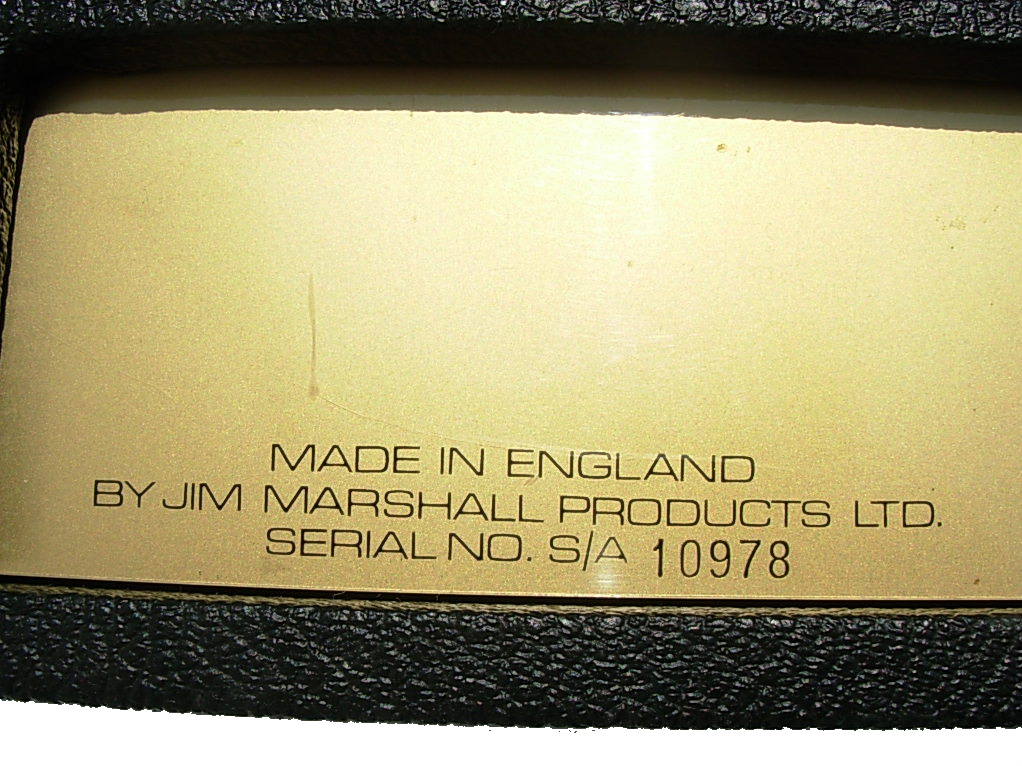 MADE IN ENGLAND
BY JIM MARSHALL PRODUCTS LTD.
SERIAL NO. S/A 10978